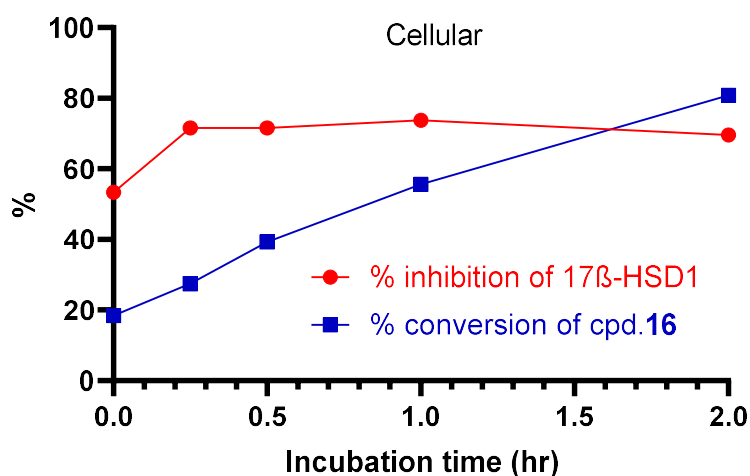 Cellular
100
80
60
40
20
0
%
% inhibition of 17ß-HSD1
% conversion of cpd.16
0.0 0.5 1.0 1.5 2.0
Incubation time (hr)